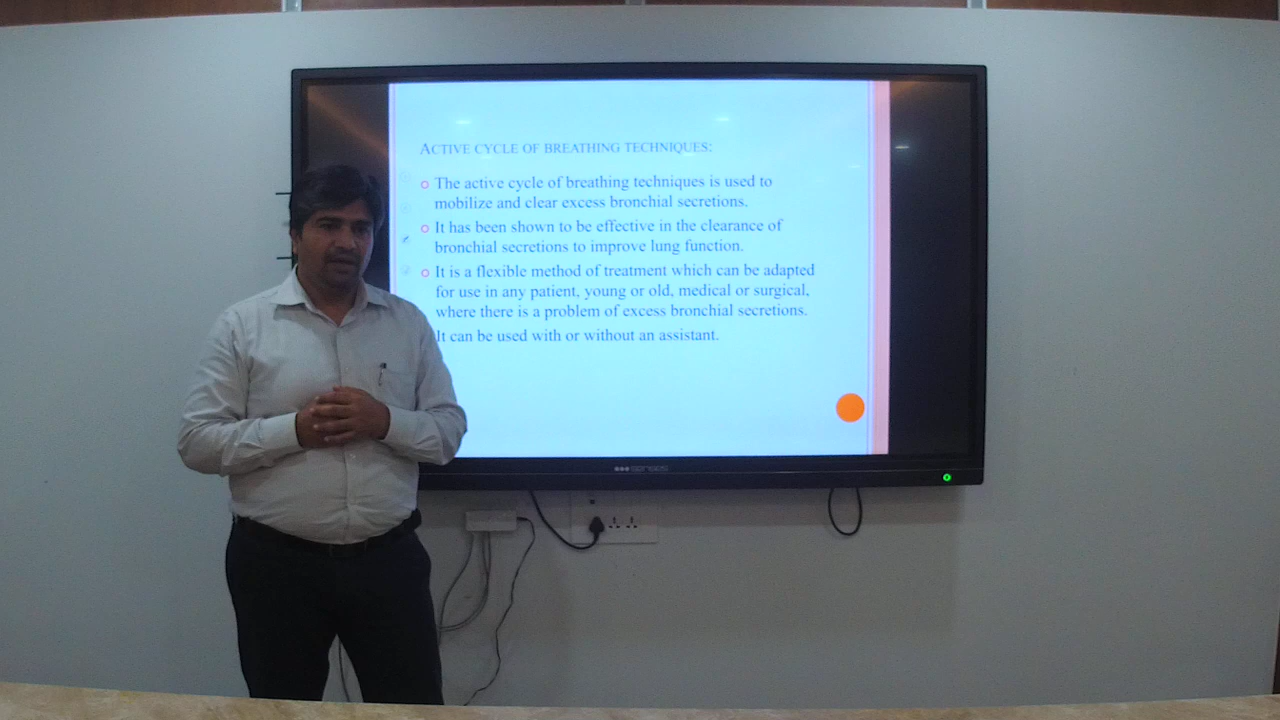 ACTIVE CYCLE OF BREATHING TECHNIQUES:
The active cycle of breathing techniques is used to
mobilize and clear excess bronchial secretions.
It has been shown to be effective in the clearance of
bronchial secretions to improve lung function.
It is a flexible method of treatment which can be adapted
for use in any patient, young or old, medical or surgical,
where there is a problem of excess bronchial secretions.
It can be used with or without an assistant.
senses